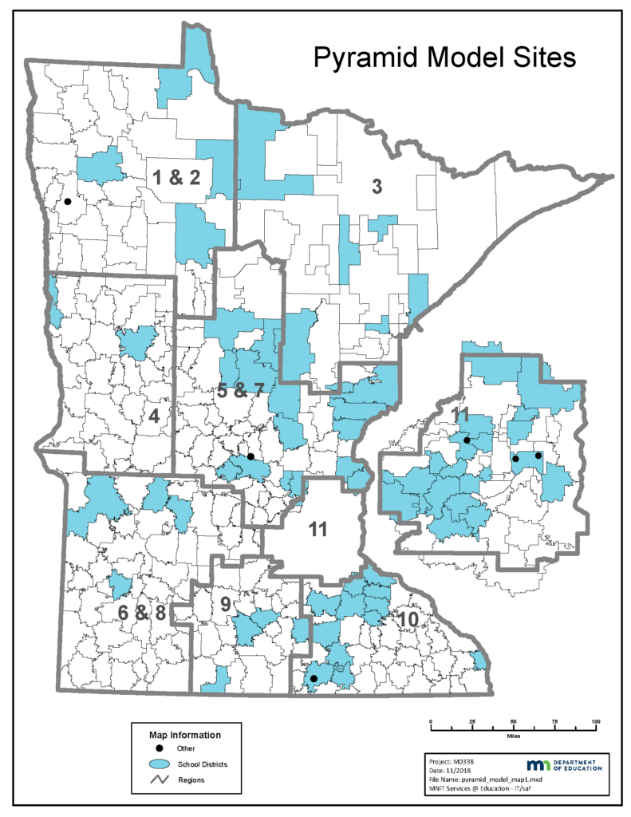 Pyramid Model Sites
1 & 2
3
5 & 7
4
11
11
9
6 & 8
10
Map Information
Other
School Districts
Regions
0 25 50 75 100
Miles
Project: M0338
Date: 11/2018
File Name: pyramid_model_map1.mxd
MNIT Services @ Education - IT/saf
mn DEPARTMENT
OF EDUCATION